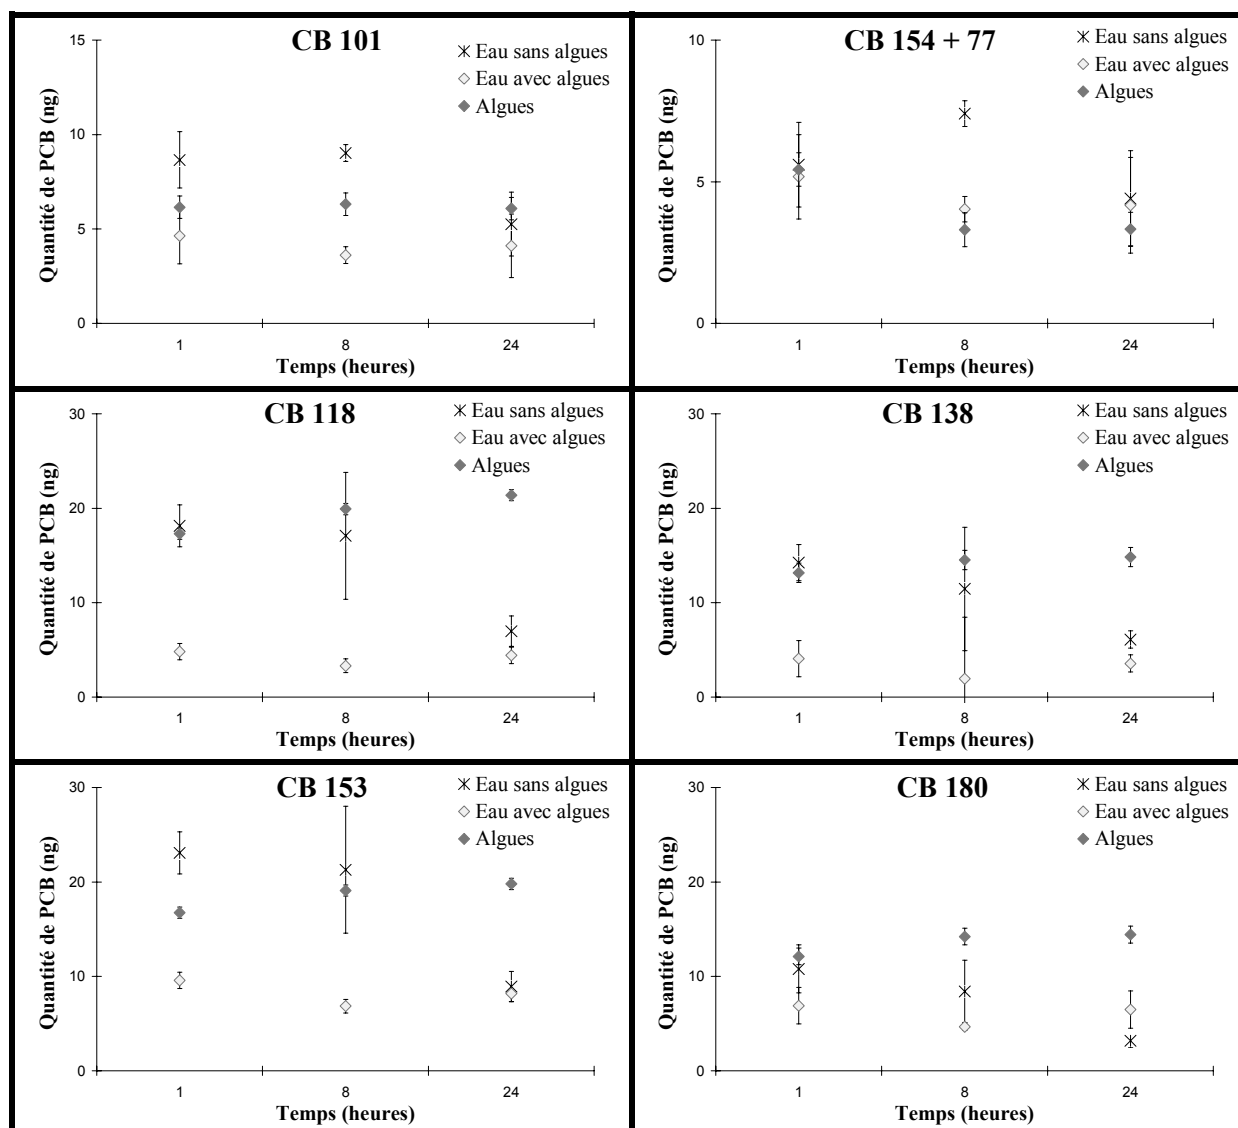 CB 101
Eau sans algues
Eau avec algues
Algues
Quantité de PCB (ng)
15
10
5
0
1
8
24
Temps (heures)
CB 154 + 77
Eau sans algues
Eau avec algues
Algues
Quantité de PCB (ng)
10
5
0
1
8
24
Temps (heures)
CB 118
Eau sans algues
Eau avec algues
Algues
Quantité de PCB (ng)
30
20
10
0
1
8
24
Temps (heures)
CB 138
Eau sans algues
Eau avec algues
Algues
Quantité de PCB (ng)
30
20
10
0
1
8
24
Temps (heures)
CB 153
Eau sans algues
Eau avec algues
Algues
Quantité de PCB (ng)
30
20
10
0
1
8
24
Temps (heures)
CB 180
Eau sans algues
Eau avec algues
Algues
Quantité de PCB (ng)
30
20
10
0
1
8
24
Temps (heures)